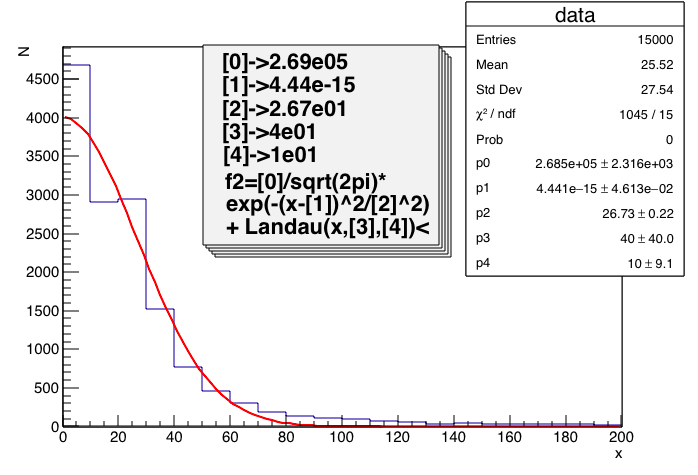 data
Entries 15000
Mean 25.52
Std Dev 27.54
χ² / ndf 1045 / 15
Prob 0
p0 2.685e+05 ± 2.316e+03
p1 4.441e−15 ± 4.613e−02
p2 26.73 ± 0.22
p3 40 ± 40.0
p4 10 ± 9.1
[0]->2.69e05
[1]->4.44e-15
[2]->2.67e01
[3]->4e01
[4]->1e01
f2=[0]/sqrt(2pi)*
exp(-(x-[1])^2/[2]^2)
+ Landau(x,[3],[4])<
N
4500
4000
3500
3000
2500
2000
1500
1000
500
0
0 20 40 60 80 100 120 140 160 180 200
x